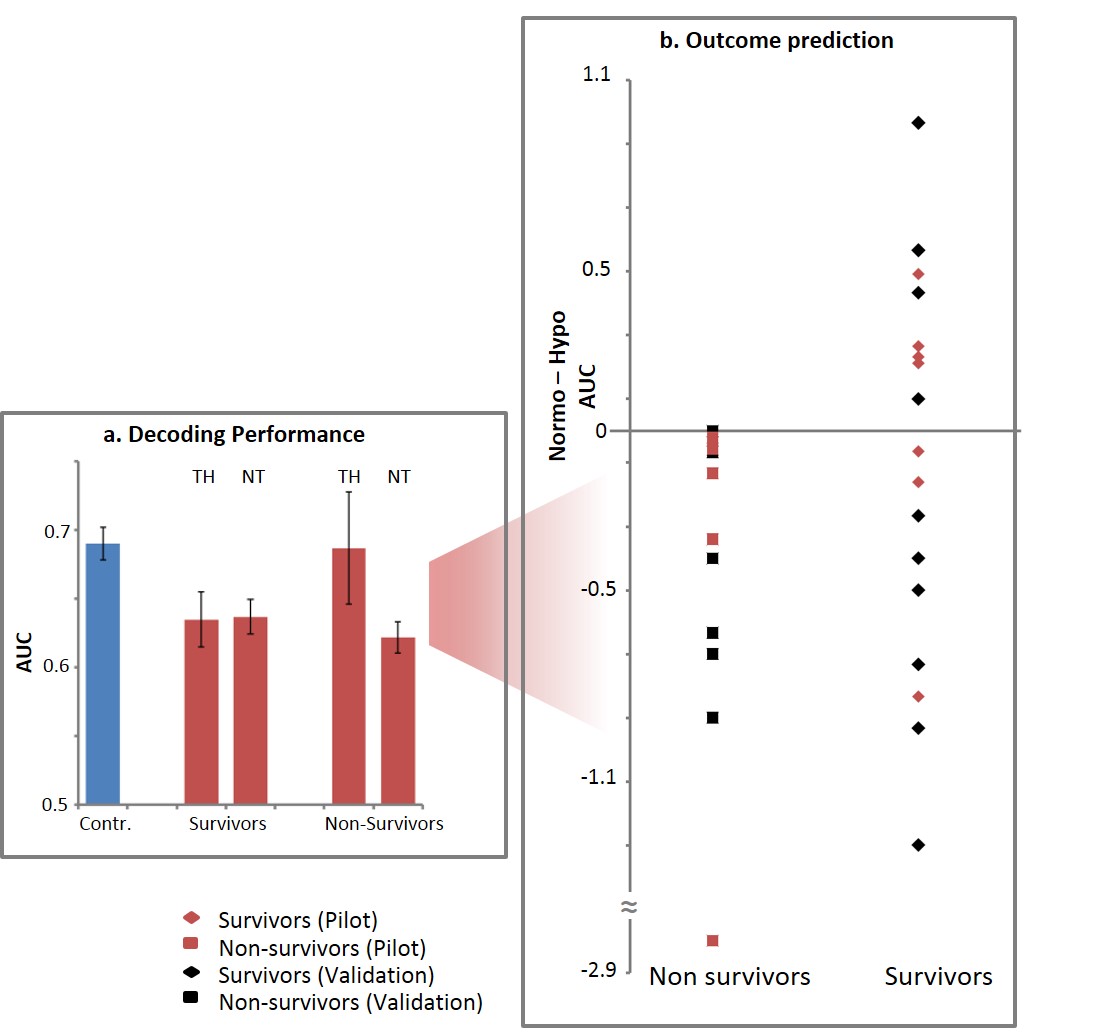 b. Outcome prediction
1.1
0.5
0
-0.5
-1.1
-2.9
Normo – Hypo
AUC
Non survivors
Survivors
a. Decoding Performance
TH NT TH NT
0.7
0.6
0.5
AUC
Contr. Survivors Non-Survivors
≈
Survivors (Pilot)
Non-survivors (Pilot)
Survivors (Validation)
Non-survivors (Validation)